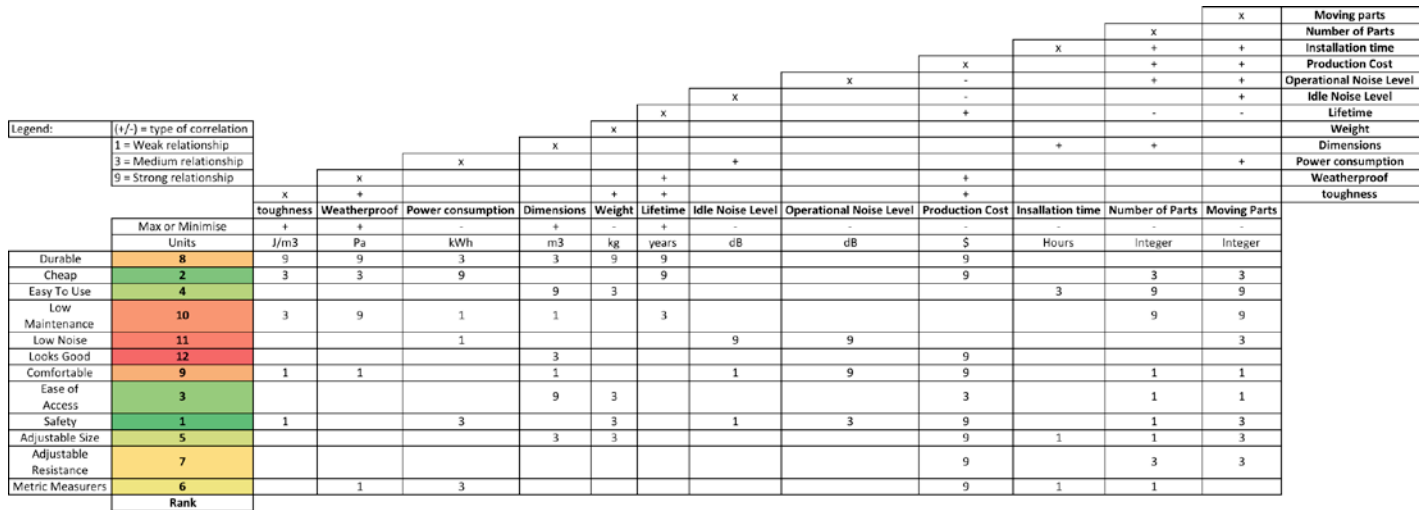 x Moving parts
x Number of Parts
x + + Installation time
x + + Production Cost
x - + + Operational Noise Level
x - + Idle Noise Level
x + - - Lifetime
Legend: (+/-) = type of correlation x Weight
1 = Weak relationship x + + Dimensions
3 = Medium relationship x + + Power consumption
9 = Strong relationship x + + Weatherproof
x + + + + toughness
toughness Weatherproof Power consumption Dimensions Weight Lifetime Idle Noise Level Operational Noise Level Production Cost Insallation time Number of Parts Moving Parts
Max or Minimise + + - + - + - - - - - -
Units J/m3 Pa kWh m3 kg years dB dB $ Hours Integer Integer
Durable 8 9 9 3 3 9 9 9
Cheap 2 3 3 9 9 9 3 3
Easy To Use 4 9 3 3 9 9
Low
Maintenance 10 3 9 1 1 3 9 9
Low Noise 11 1 9 9 3
Looks Good 12 3 9
Comfortable 9 1 1 1 1 9 9 1 1
Ease of
Access 3 9 3 3 1 1
Safety 1 1 3 3 1 3 9 1 3
Adjustable Size 5 3 3 9 1 1 3
Adjustable
Resistance 7 9 3 3
Metric Measurers 6 1 3 9 1 1
Rank